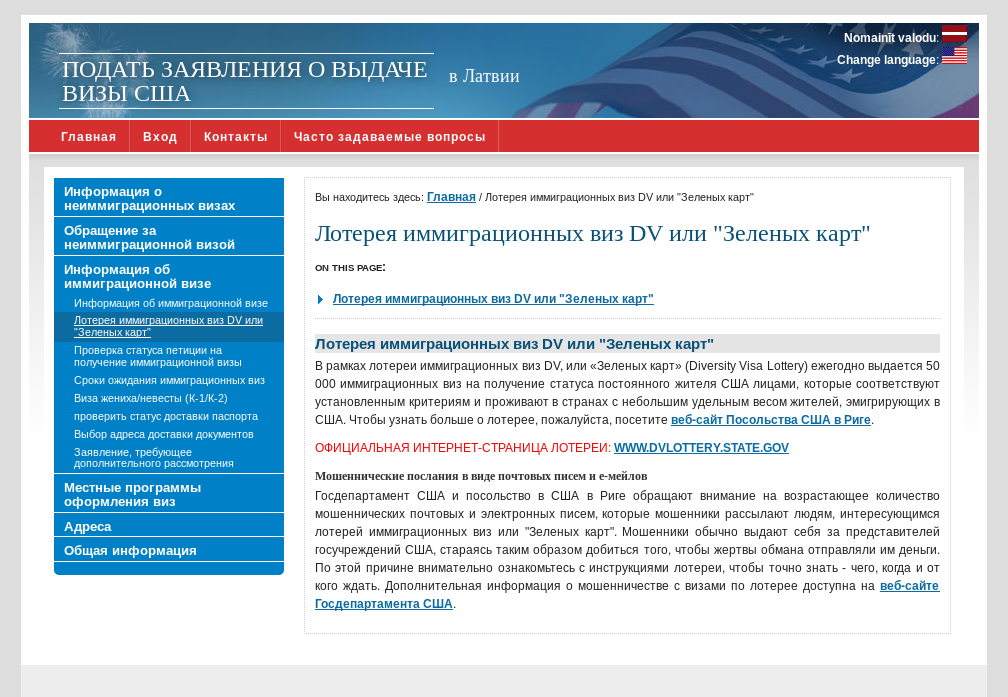 Nomainīt valodu:
Change language:
ПОДАТЬ ЗАЯВЛЕНИЯ О ВЫДАЧЕ
ВИЗЫ США
в Латвии
Главная Вход Контакты Часто задаваемые вопросы
Информация о
неиммиграционных визах
Обращение за
неиммиграционной визой
Информация об
иммиграционной визе
Информация об иммиграционной визе
Лотерея иммиграционных виз DV или
"Зеленых карт"
Проверка статуса петиции на
получение иммиграционной визы
Сроки ожидания иммиграционных виз
Виза жениха/невесты (К-1/К-2)
проверить статус доставки паспорта
Выбор адреса доставки документов
Заявление, требующее
дополнительного рассмотрения
Местные программы
оформления виз
Адреса
Общая информация
Вы находитесь здесь: Главная / Лотерея иммиграционных виз DV или "Зеленых карт"
Лотерея иммиграционных виз DV или "Зеленых карт"
ON THIS PAGE:
Лотерея иммиграционных виз DV или "Зеленых карт"
Лотерея иммиграционных виз DV или "Зеленых карт"
В рамках лотереи иммиграционных виз DV, или «Зеленых карт» (Diversity Visa Lottery) ежегодно выдается 50
000 иммиграционных виз на получение статуса постоянного жителя США лицами, которые соответствуют
установленным критериям и проживают в странах с небольшим удельным весом жителей, эмигрирующих в
США. Чтобы узнать больше о лотерее, пожалуйста, посетите веб-сайт Посольства США в Риге.
ОФИЦИАЛЬНАЯ ИНТЕРНЕТ-СТРАНИЦА ЛОТЕРЕИ: WWW.DVLOTTERY.STATE.GOV
Мошеннические послания в виде почтовых писем и е-мейлов
Госдепартамент США и посольство в США в Риге обращают внимание на возрастающее количество
мошеннических почтовых и электронных писем, которые мошенники рассылают людям, интересующимся
лотерей иммиграционных виз или "Зеленых карт". Мошенники обычно выдают себя за представителей
госучреждений США, стараясь таким образом добиться того, чтобы жертвы обмана отправляли им деньги.
По этой причине внимательно ознакомьтесь с инструкциями лотереи, чтобы точно знать - чего, когда и от
кого ждать. Дополнительная информация о мошенничестве с визами по лотерее доступна на веб-сайте
Госдепартамента США.